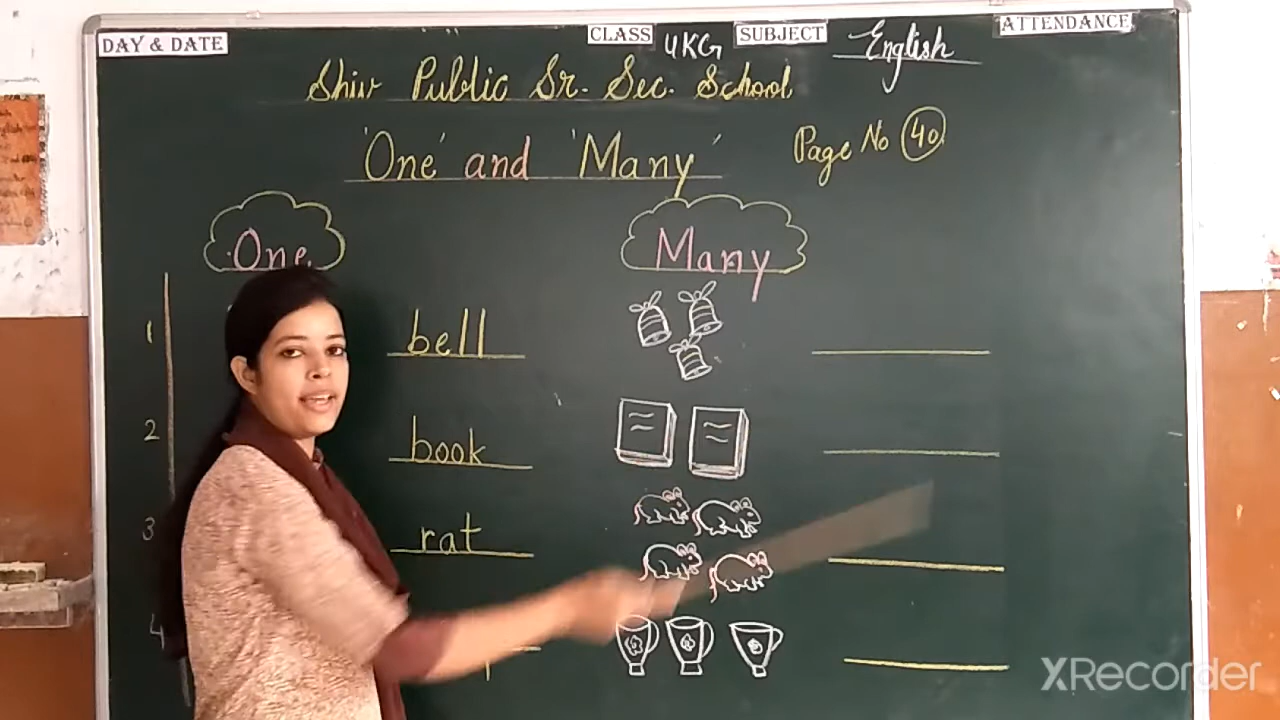 DAY & DATE
CLASS UKG SUBJECT English ATTENDANCE
Shiv Public Sr. Sec. School
'One' and 'Many' Page No 40
One Many
1 bell
2 book
3 rat
4
XRecorder